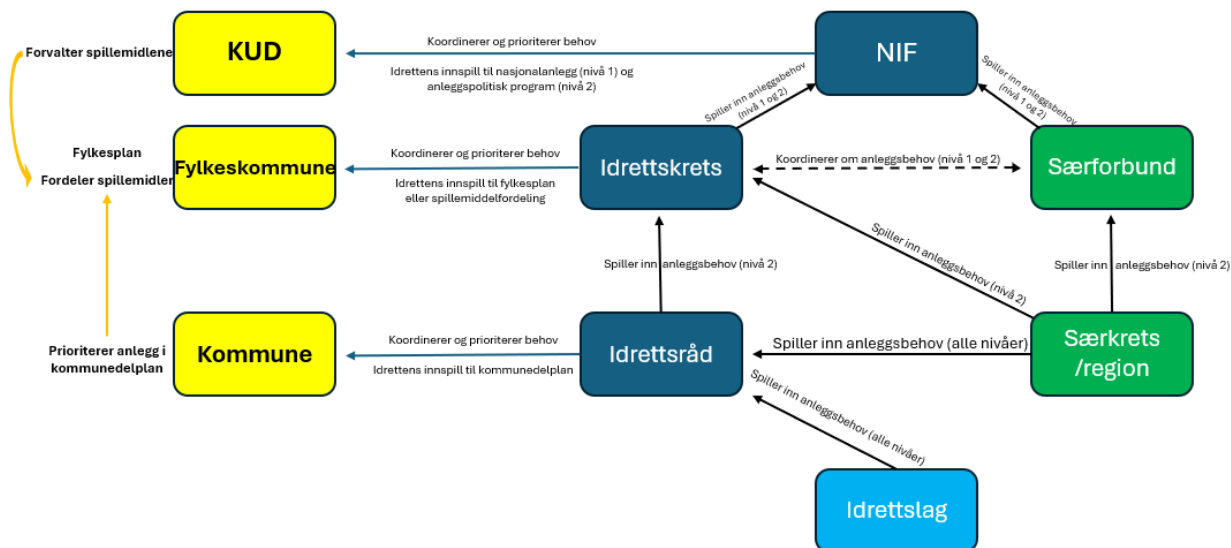 Forvalter spillemidlene
KUD
Koordinerer og prioriterer behov
Idrettens innspill til nasjonalanlegg (nivå 1) og
anleggspolitisk program (nivå 2)
NIF
Spiller inn anleggsbehov
(nivå 1 og 2)
Spiller inn anleggsbehov
(nivå 1 og 2)
Fylkesplan
Fordeler spillemidler
Fylkeskommune
Koordinerer og prioriterer behov
Idrettens innspill til fylkesplan
eller spillemiddelfordeling
Idrettskrets
Koordinerer om anleggsbehov (nivå 1 og 2)
Særforbund
Spiller inn anleggsbehov (nivå 2)
Spiller inn anleggsbehov (nivå 2)
Spiller inn anleggsbehov (nivå 2)
Prioriterer anlegg i
kommunedelplan
Kommune
Koordinerer og prioriterer behov
Idrettens innspill til kommunedelplan
Idrettsråd
Spiller inn anleggsbehov (alle nivåer)
Særkrets
/region
Spiller inn anleggsbehov (alle nivåer)
Idrettslag